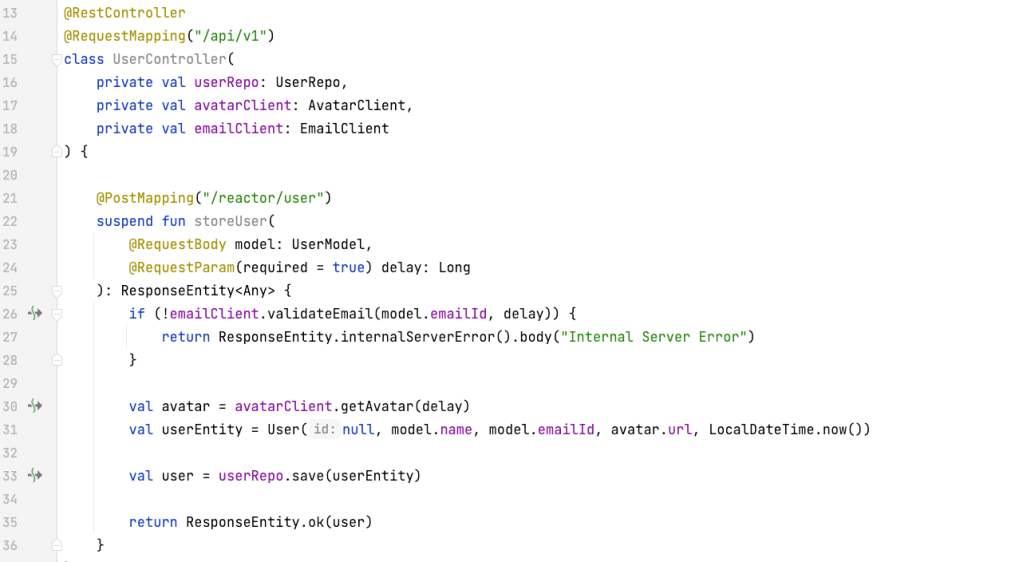 13 @RestController
14 @RequestMapping("/api/v1")
15 class UserController(
16 private val userRepo: UserRepo,
17 private val avatarClient: AvatarClient,
18 private val emailClient: EmailClient
19 ) {
20
21 @PostMapping("/reactor/user")
22 suspend fun storeUser(
23 @RequestBody model: UserModel,
24 @RequestParam(required = true) delay: Long
25 ): ResponseEntity<Any> {
26 if (!emailClient.validateEmail(model.emailId, delay)) {
27 return ResponseEntity.internalServerError().body("Internal Server Error")
28 }
29
30 val avatar = avatarClient.getAvatar(delay)
31 val userEntity = User( id: null, model.name, model.emailId, avatar.url, LocalDateTime.now())
32
33 val user = userRepo.save(userEntity)
34
35 return ResponseEntity.ok(user)
36 }